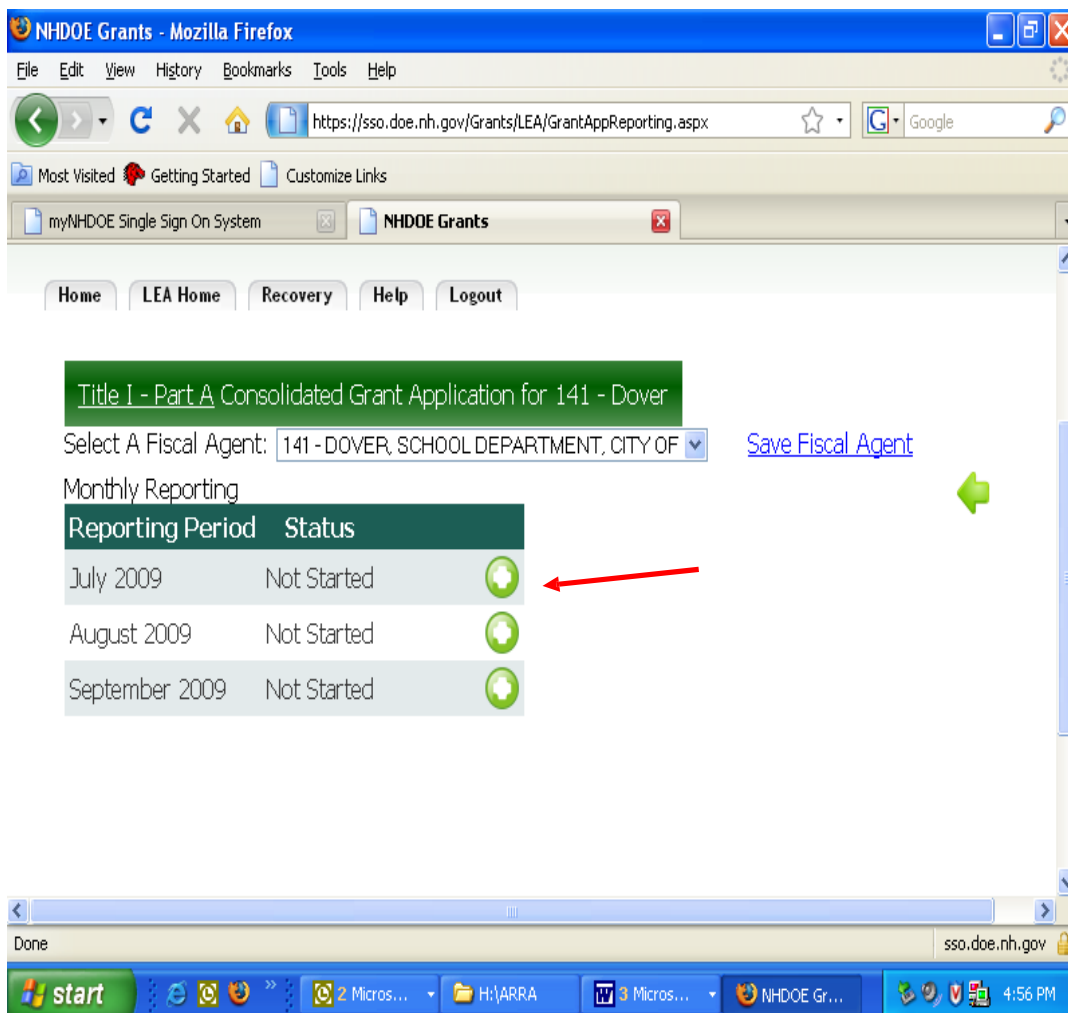 NHDOE Grants - Mozilla Firefox
File Edit View History Bookmarks Tools Help
https://sso.doe.nh.gov/Grants/LEA/GrantAppReporting.aspx G Google
Most Visited Getting Started Customize Links
myNHDOE Single Sign On System NHDOE Grants
Home LEA Home Recovery Help Logout
Title I - Part A Consolidated Grant Application for 141 - Dover
Select A Fiscal Agent: 141 - DOVER, SCHOOL DEPARTMENT, CITY OF Save Fiscal Agent
Monthly Reporting
Reporting Period Status
July 2009 Not Started
August 2009 Not Started
September 2009 Not Started
Done sso.doe.nh.gov
start 2 Micros... H:\ARRA 3 Micros... NHDOE Gr... 4:56 PM